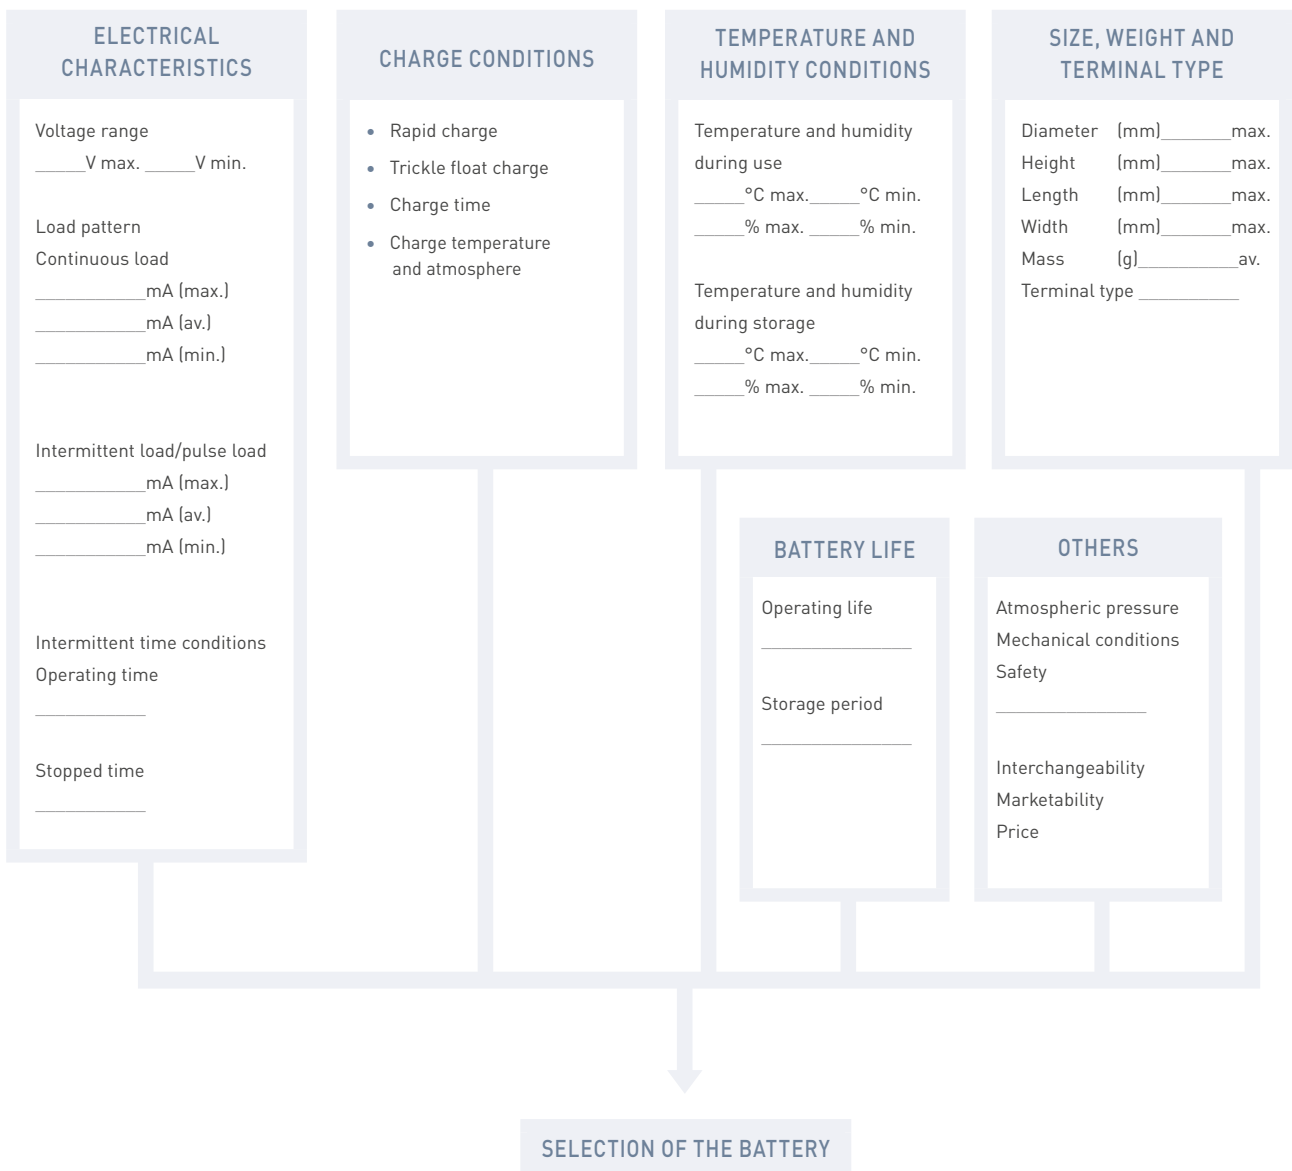 ELECTRICAL
CHARACTERISTICS
Voltage range
_____V max. _____V min.
Load pattern
Continuous load
___________mA (max.)
___________mA (av.)
___________mA (min.)
Intermittent load/pulse load
___________mA (max.)
___________mA (av.)
___________mA (min.)
Intermittent time conditions
Operating time
___________
Stopped time
___________
CHARGE CONDITIONS
• Rapid charge
• Trickle float charge
• Charge time
• Charge temperature
and atmosphere
TEMPERATURE AND
HUMIDITY CONDITIONS
Temperature and humidity
during use
_____°C max._____°C min.
_____% max. _____% min.
Temperature and humidity
during storage
_____°C max._____°C min.
_____% max. _____% min.
SIZE, WEIGHT AND
TERMINAL TYPE
Diameter (mm)_______max.
Height (mm)_______max.
Length (mm)_______max.
Width (mm)_______max.
Mass (g)__________av.
Terminal type __________
BATTERY LIFE
Operating life
_______________
Storage period
_______________
OTHERS
Atmospheric pressure
Mechanical conditions
Safety
_______________
Interchangeability
Marketability
Price
SELECTION OF THE BATTERY